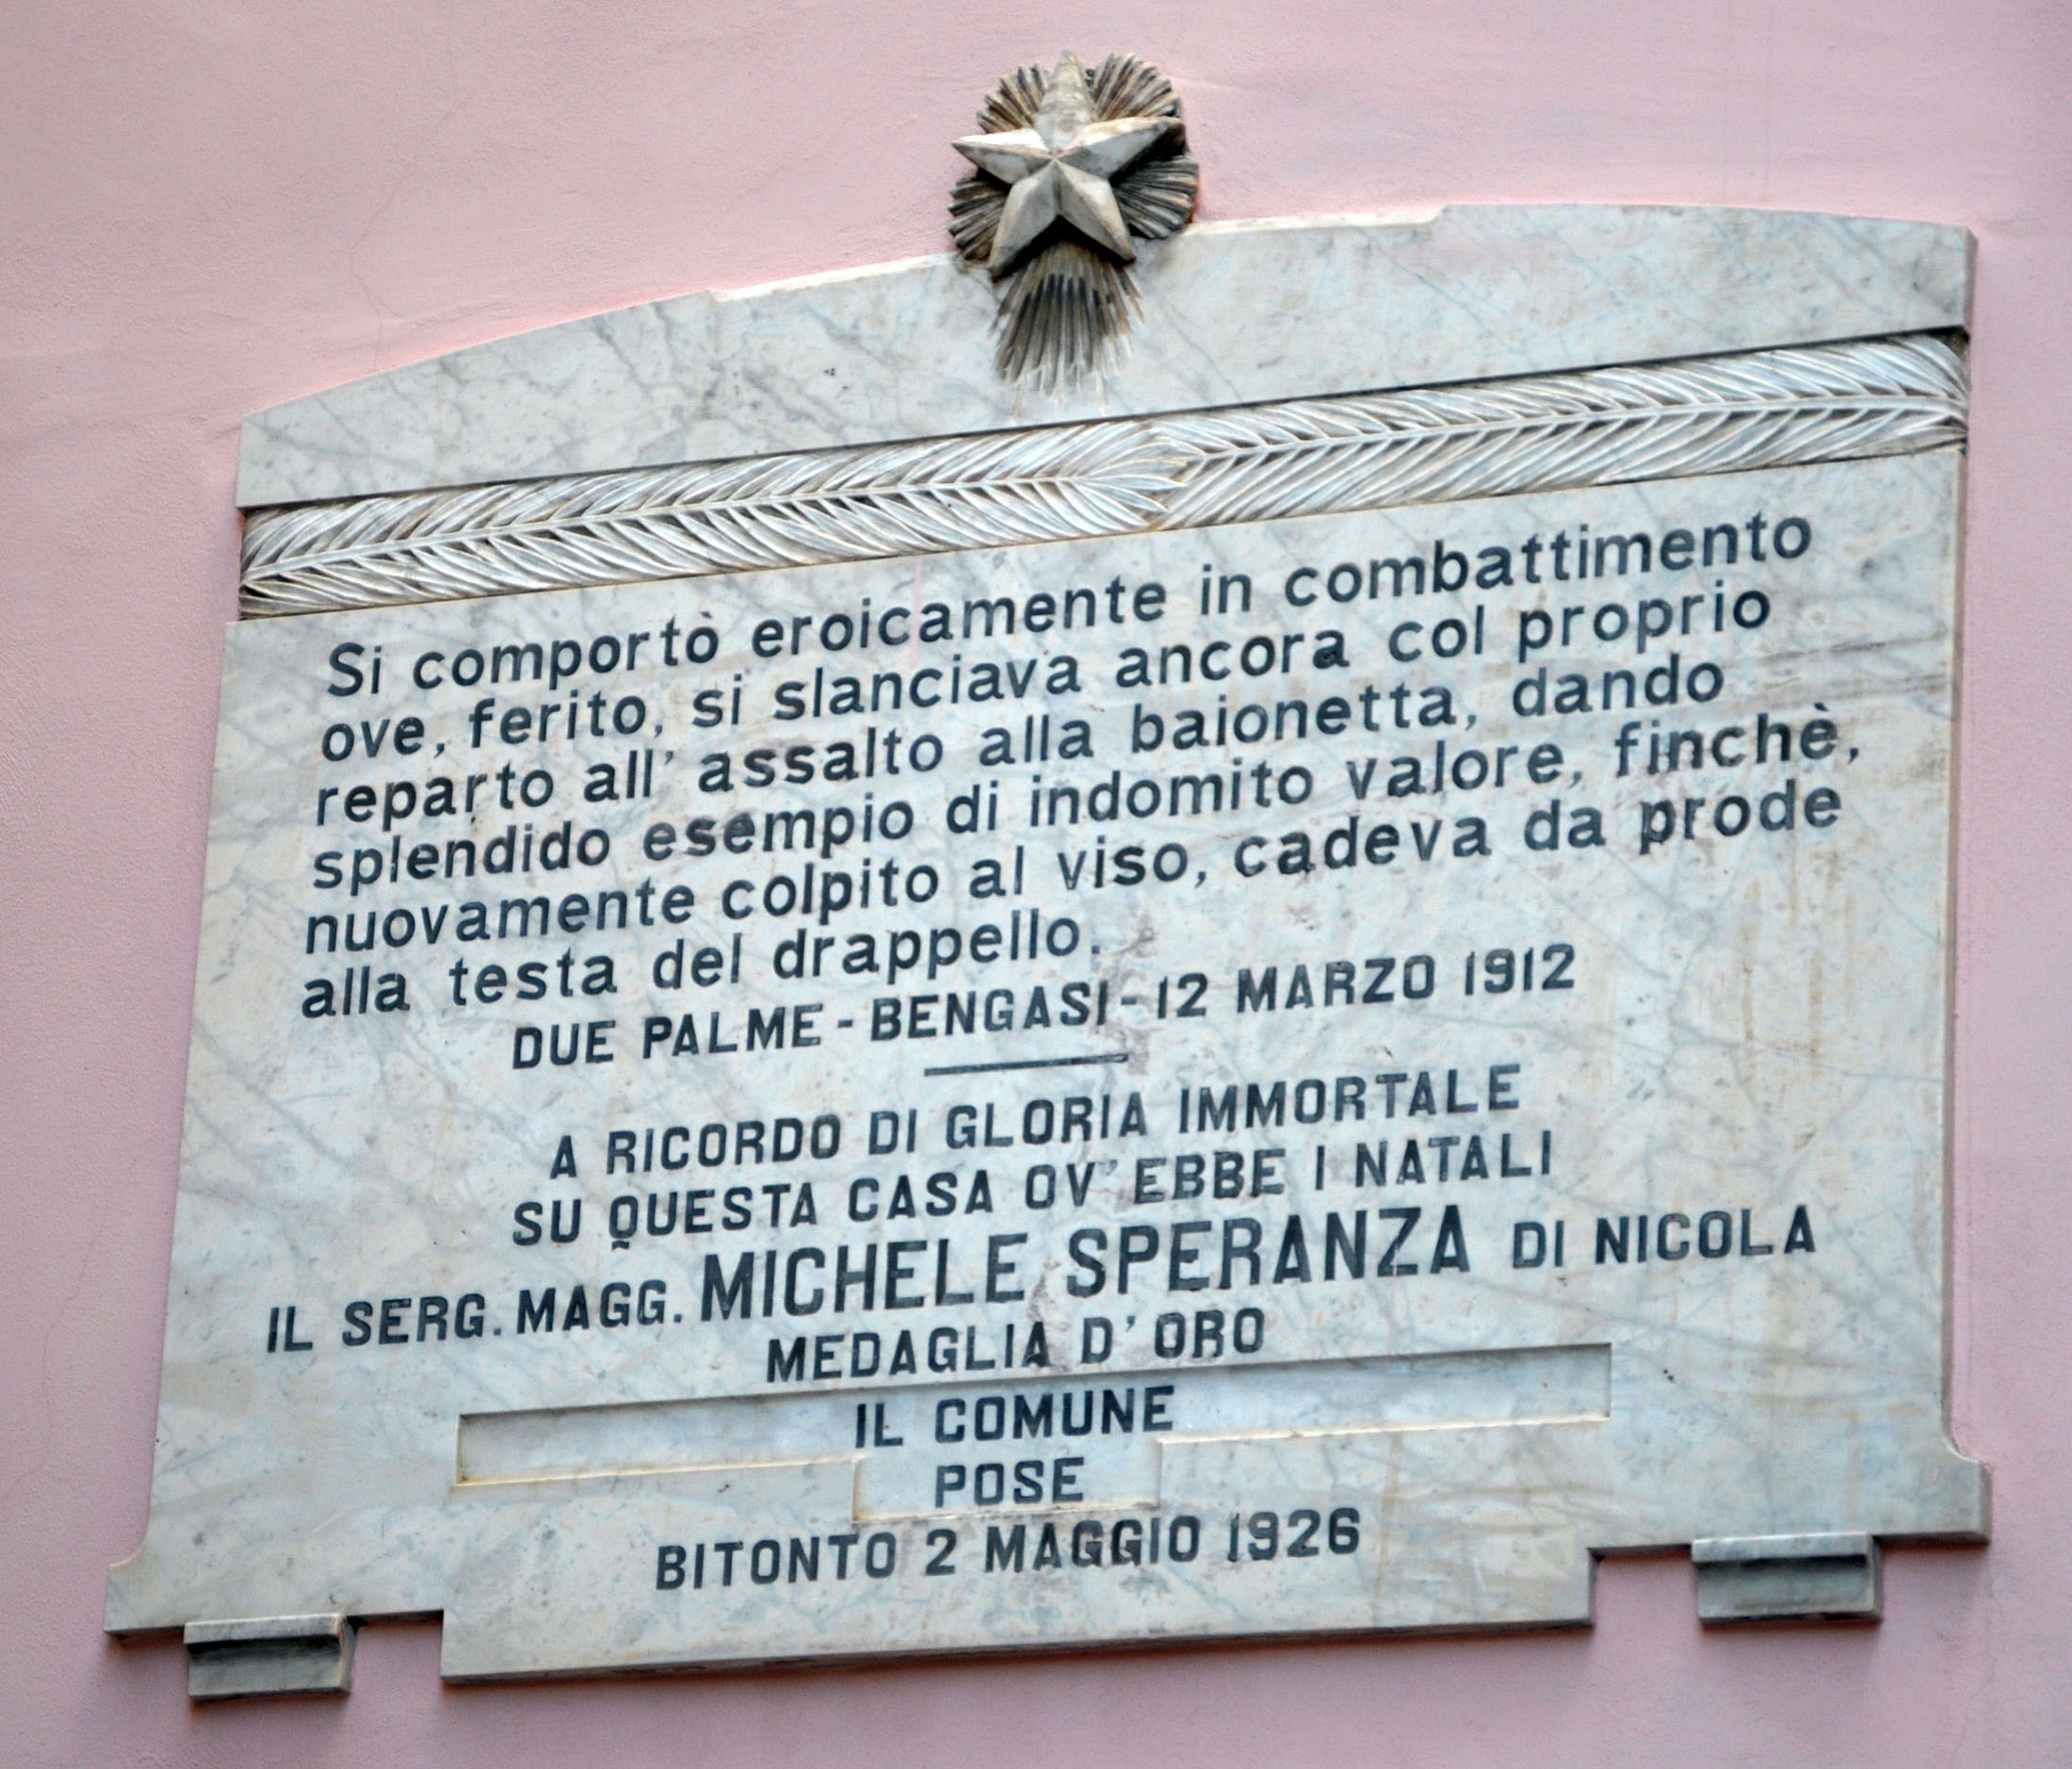 Si comportò eroicamente in combattimento
ove, ferito, si slanciava ancora col proprio
reparto all' assalto alla baionetta, dando
splendido esempio di indomito valore, finchè,
nuovamente colpito al viso, cadeva da prode
alla testa del drappello.
DUE PALME - BENGASI - 12 MARZO 1912
A RICORDO DI GLORIA IMMORTALE
SU QUESTA CASA OV' EBBE I NATALI
IL SERG. MAGG. MICHELE SPERANZA DI NICOLA
MEDAGLIA D' ORO
IL COMUNE
POSE
BITONTO 2 MAGGIO 1926